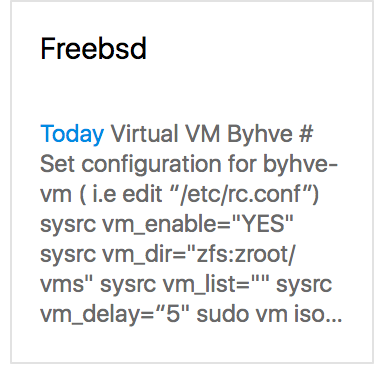 Freebsd
Today Virtual VM Byhve #
Set configuration for byhve-
vm ( i.e edit “/etc/rc.conf”)
sysrc vm_enable="YES"
sysrc vm_dir="zfs:zroot/
vms" sysrc vm_list="" sysrc
vm_delay=“5" sudo vm iso...